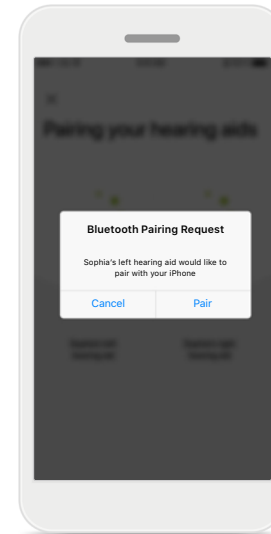 Pairing your hearing aids
Bluetooth Pairing Request
Sophia's left hearing aid would like to
pair with your iPhone
Cancel
Pair